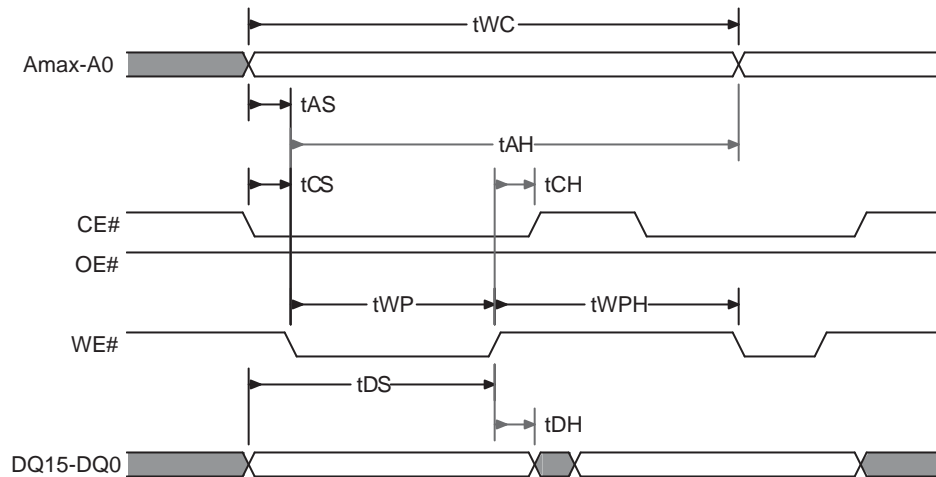 tWC
Amax-A0
tAS
tAH
tCS
tCH
CE#
OE#
tWP
tWPH
WE#
tDS
tDH
DQ15-DQ0